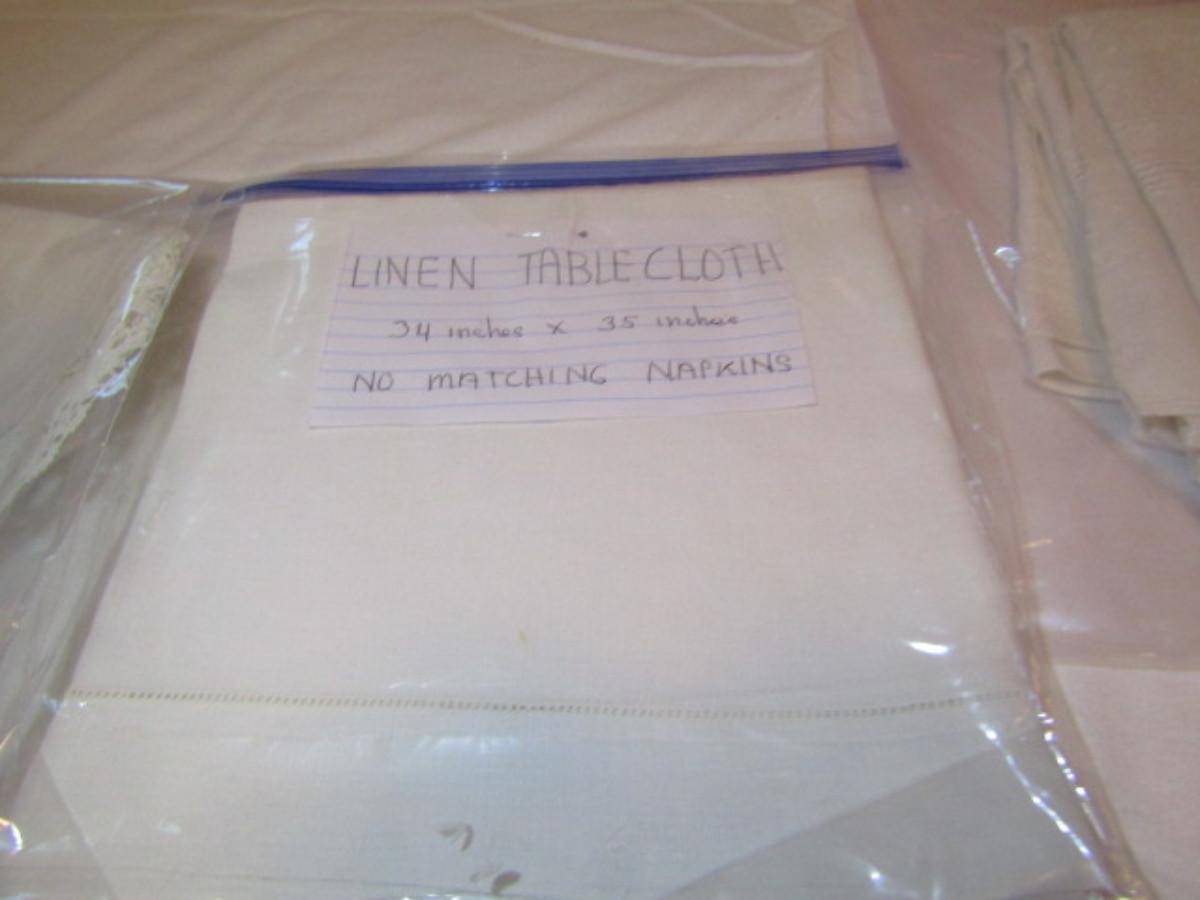 LINEN TABLECLOTH
34 inches x 35 inches
NO MATCHING NAPKINS